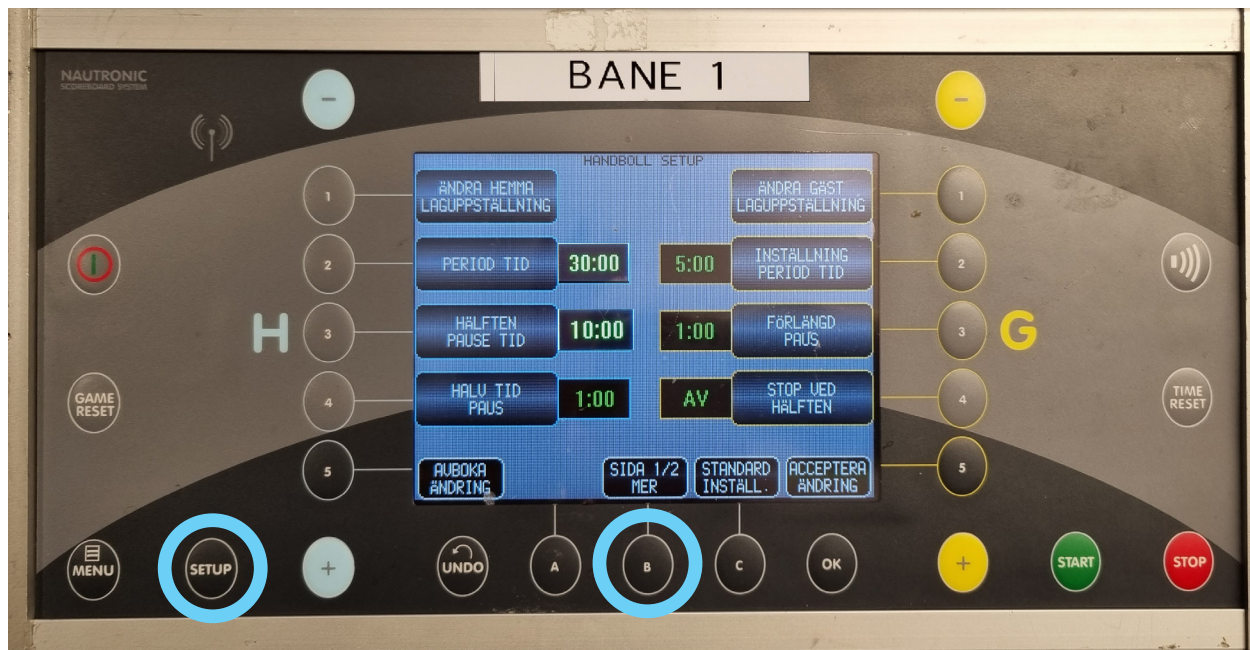 BANE 1
NAUTRONIC
SCOREBOARD SYSTEM
-
-
HANDBOLL SETUP
1
ÄNDRA HEMMA
LAGUPPSTÄLLNING
ÄNDRA GÄST
LAGUPPSTÄLLNING
1
2
PERIOD TID
30:00
5:00
INSTÄLLNING
PERIOD TID
2
H
3
HÄLFTEN
PAUSE TID
10:00
1:00
FÖRLÄNGD
PAUS
3
G
GAME
RESET
4
HALV TID
PAUS
1:00
AV
STOP VED
HÄLFTEN
4
TIME
RESET
5
AVBOKA
ÄNDRING
SIDA 1/2
MER
STANDARD
INSTÄLL.
ACCEPTERA
ÄNDRING
5
MENU
SETUP
+
UNDO
A
B
C
OK
+
START
STOP